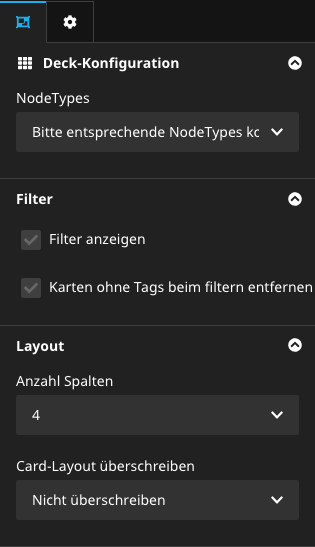 Deck-Konfiguration
NodeTypes
Bitte entsprechende NodeTypes kc
Filter
Filter anzeigen
Karten ohne Tags beim filtern entfernen
Layout
Anzahl Spalten
4
Card-Layout überschreiben
Nicht überschreiben